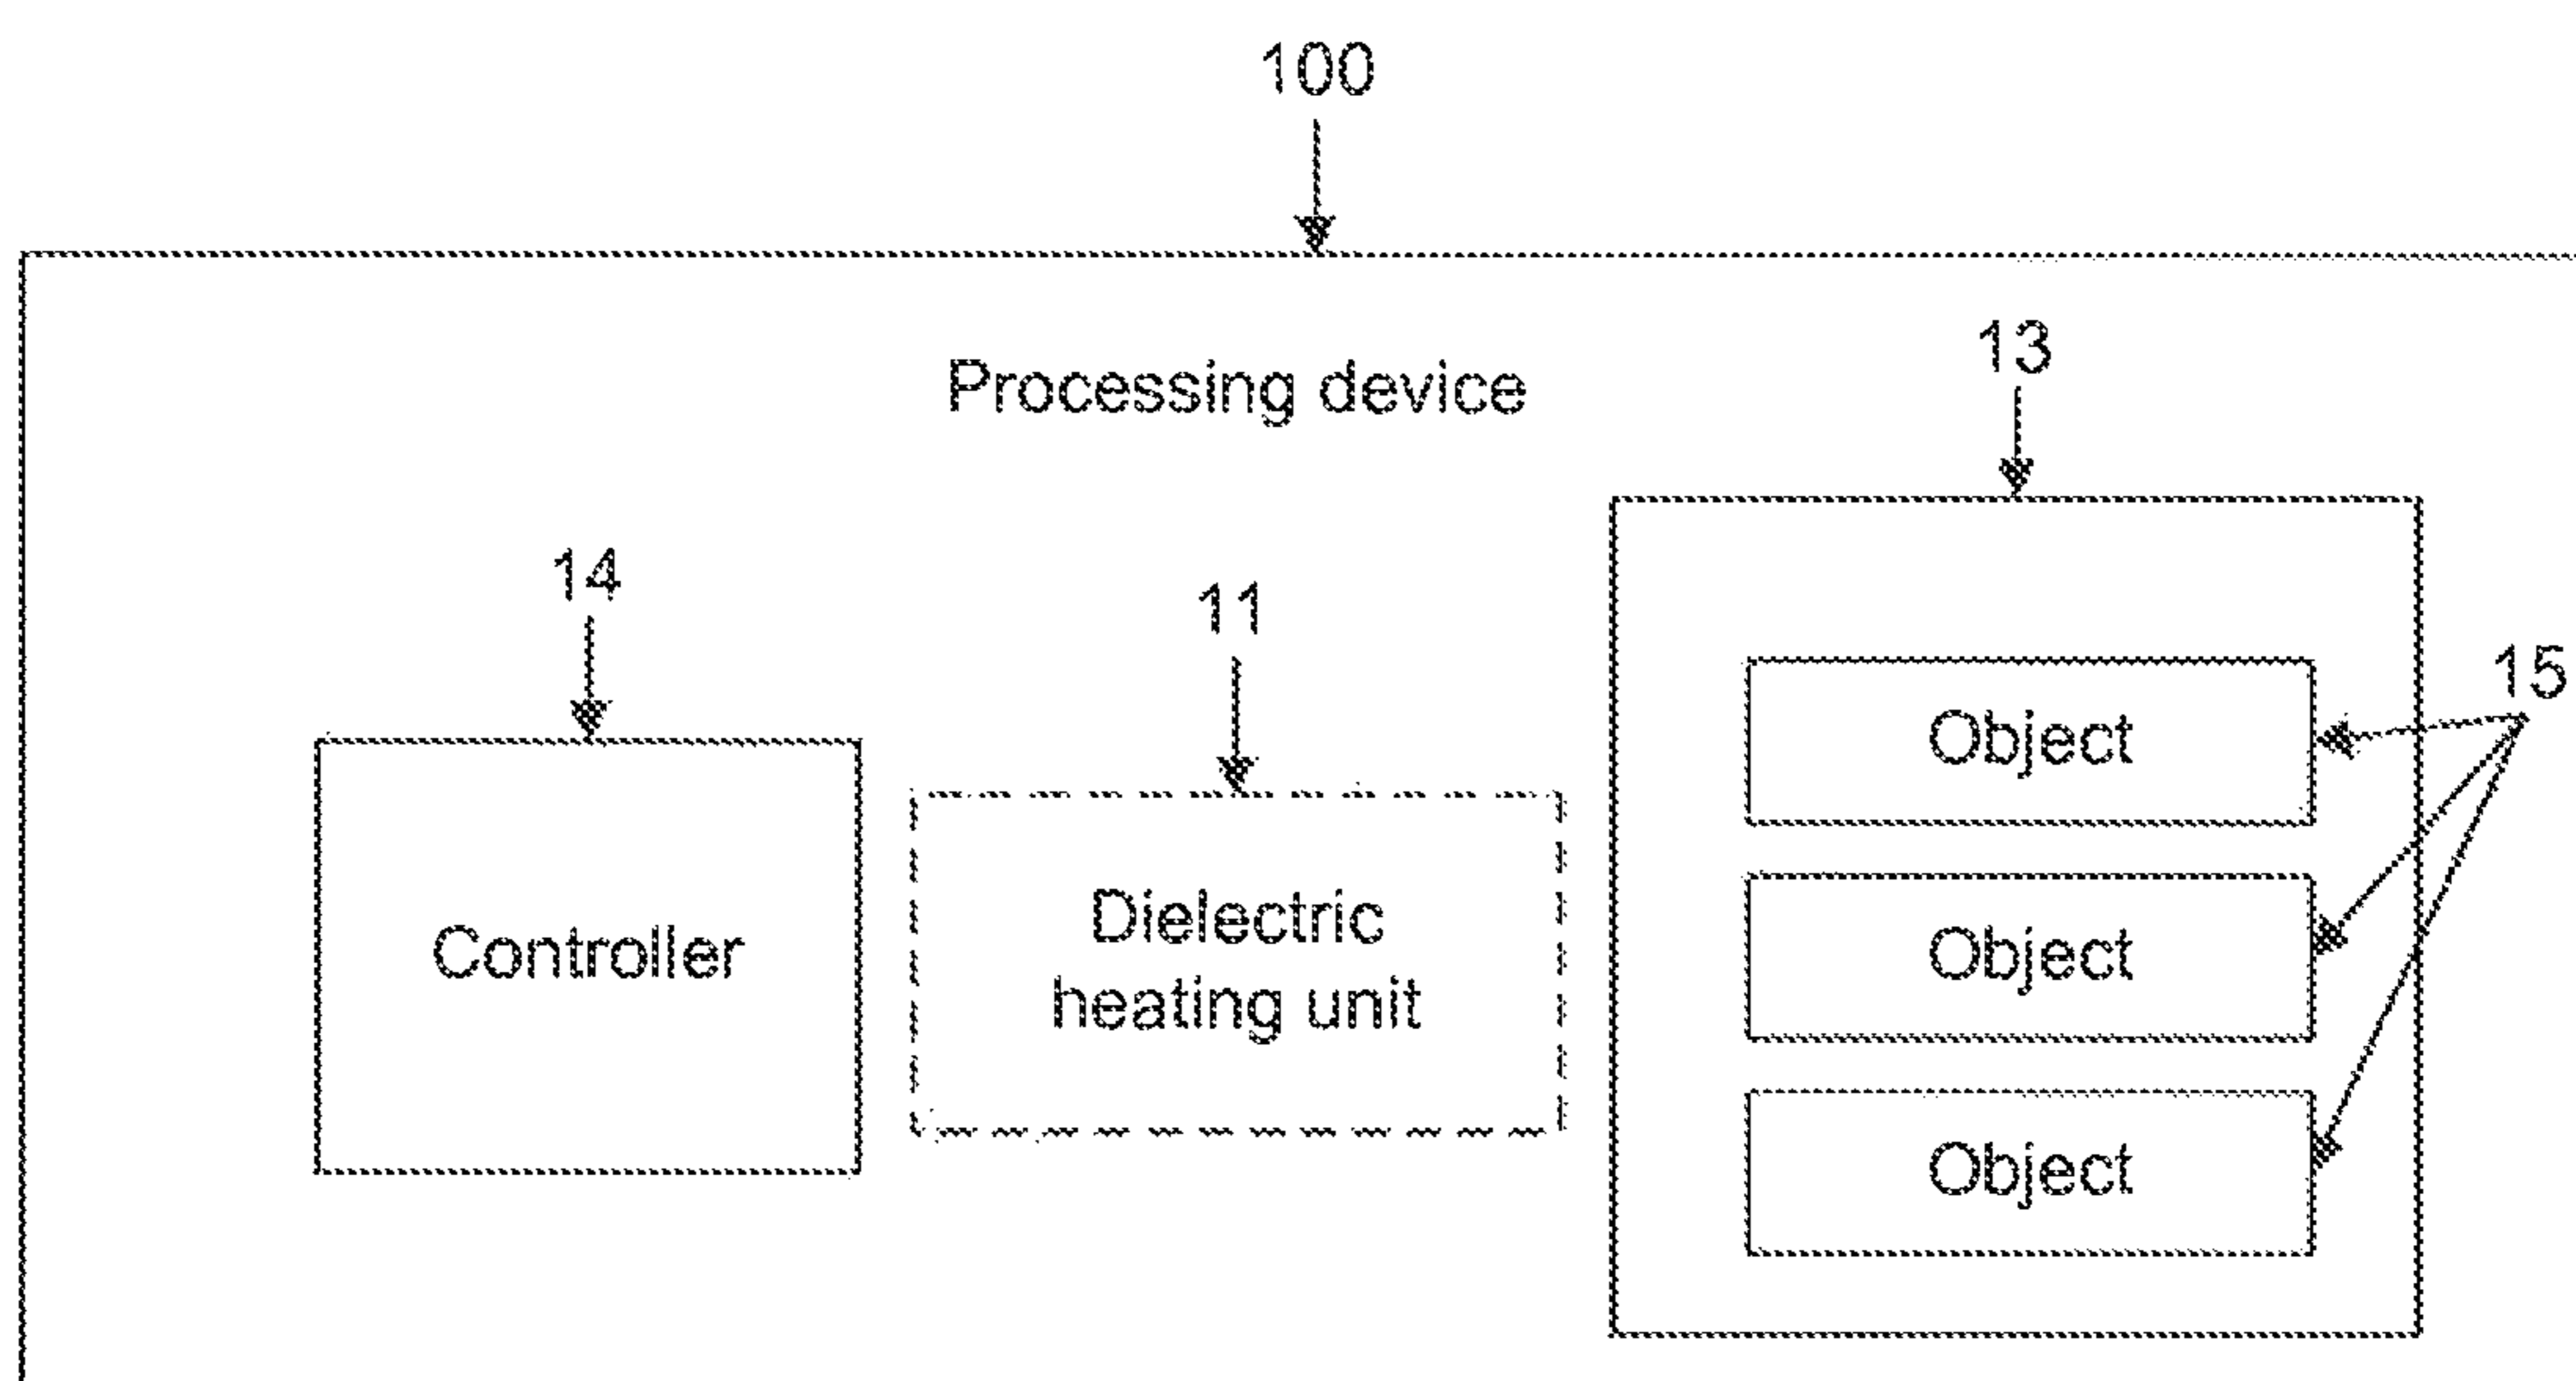 100
Processing device
13
14
11
15
Object
Controller
Dielectric
heating unit
Object
Object